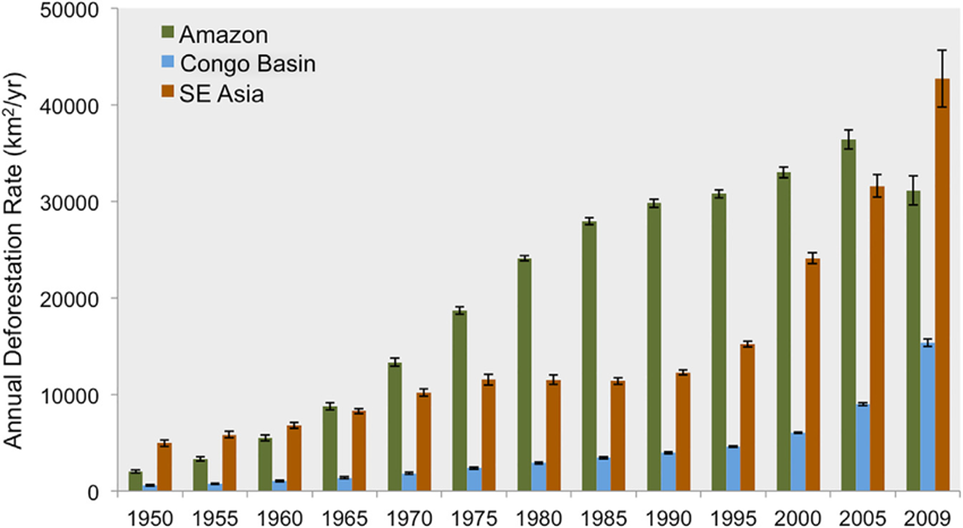 Annual Deforestation Rate (km²/yr)
50000
40000
30000
20000
10000
0
Amazon
Congo Basin
SE Asia
1950 1955 1960 1965 1970 1975 1980 1985 1990 1995 2000 2005 2009